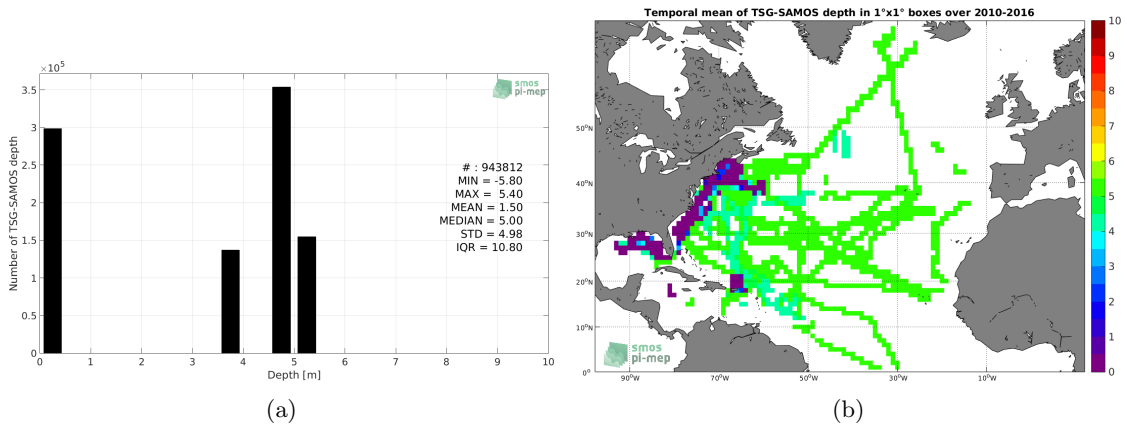 ×10⁵
3.5
3
2.5
2
1.5
1
0.5
0
Number of TSG-SAMOS depth
smos
pi-mep
# : 943812
MIN = -5.80
MAX = 5.40
MEAN = 1.50
MEDIAN = 5.00
STD = 4.98
IQR = 10.80
0 1 2 3 4 5 6 7 8 9 10
Depth [m]
(a)
Temporal mean of TSG-SAMOS depth in 1°x1° boxes over 2010-2016
50°N
40°N
30°N
20°N
10°N
0°
90°W 70°W 50°W 30°W 10°W
smos
pi-mep
10
9
8
7
6
5
4
3
2
1
0
(b)